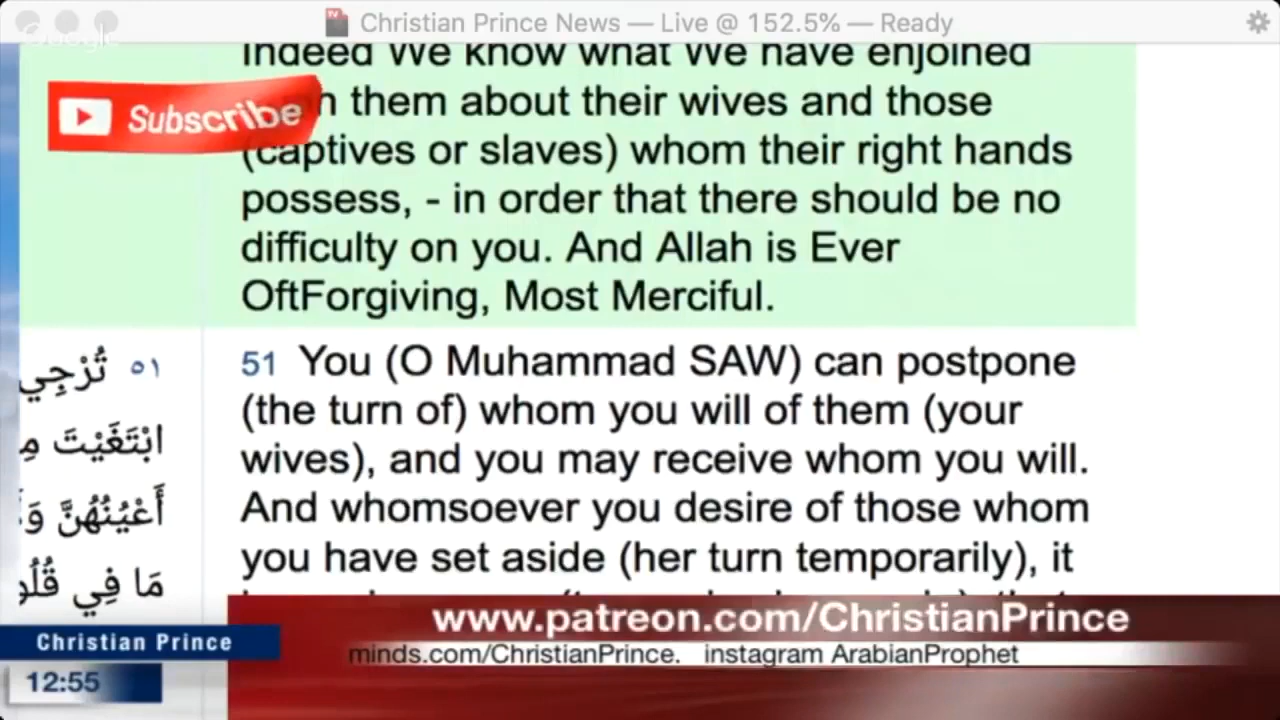 Christian Prince News — Live @ 152.5% — Ready
Google
Indeed We know what We have enjoined
Subscribe
them about their wives and those
(captives or slaves) whom their right hands
possess, - in order that there should be no
difficulty on you. And Allah is Ever
OftForgiving, Most Merciful.
51 You (O Muhammad SAW) can postpone
(the turn of) whom you will of them (your
wives), and you may receive whom you will.
And whomsoever you desire of those whom
you have set aside (her turn temporarily), it
٥١ تُرْجِي
ابْتَغَيْتَ
أَعْيُنُهُنَّ
مَا فِي
www.patreon.com/ChristianPrince
minds.com/ChristianPrince. instagram ArabianProphet
Christian Prince
12:55